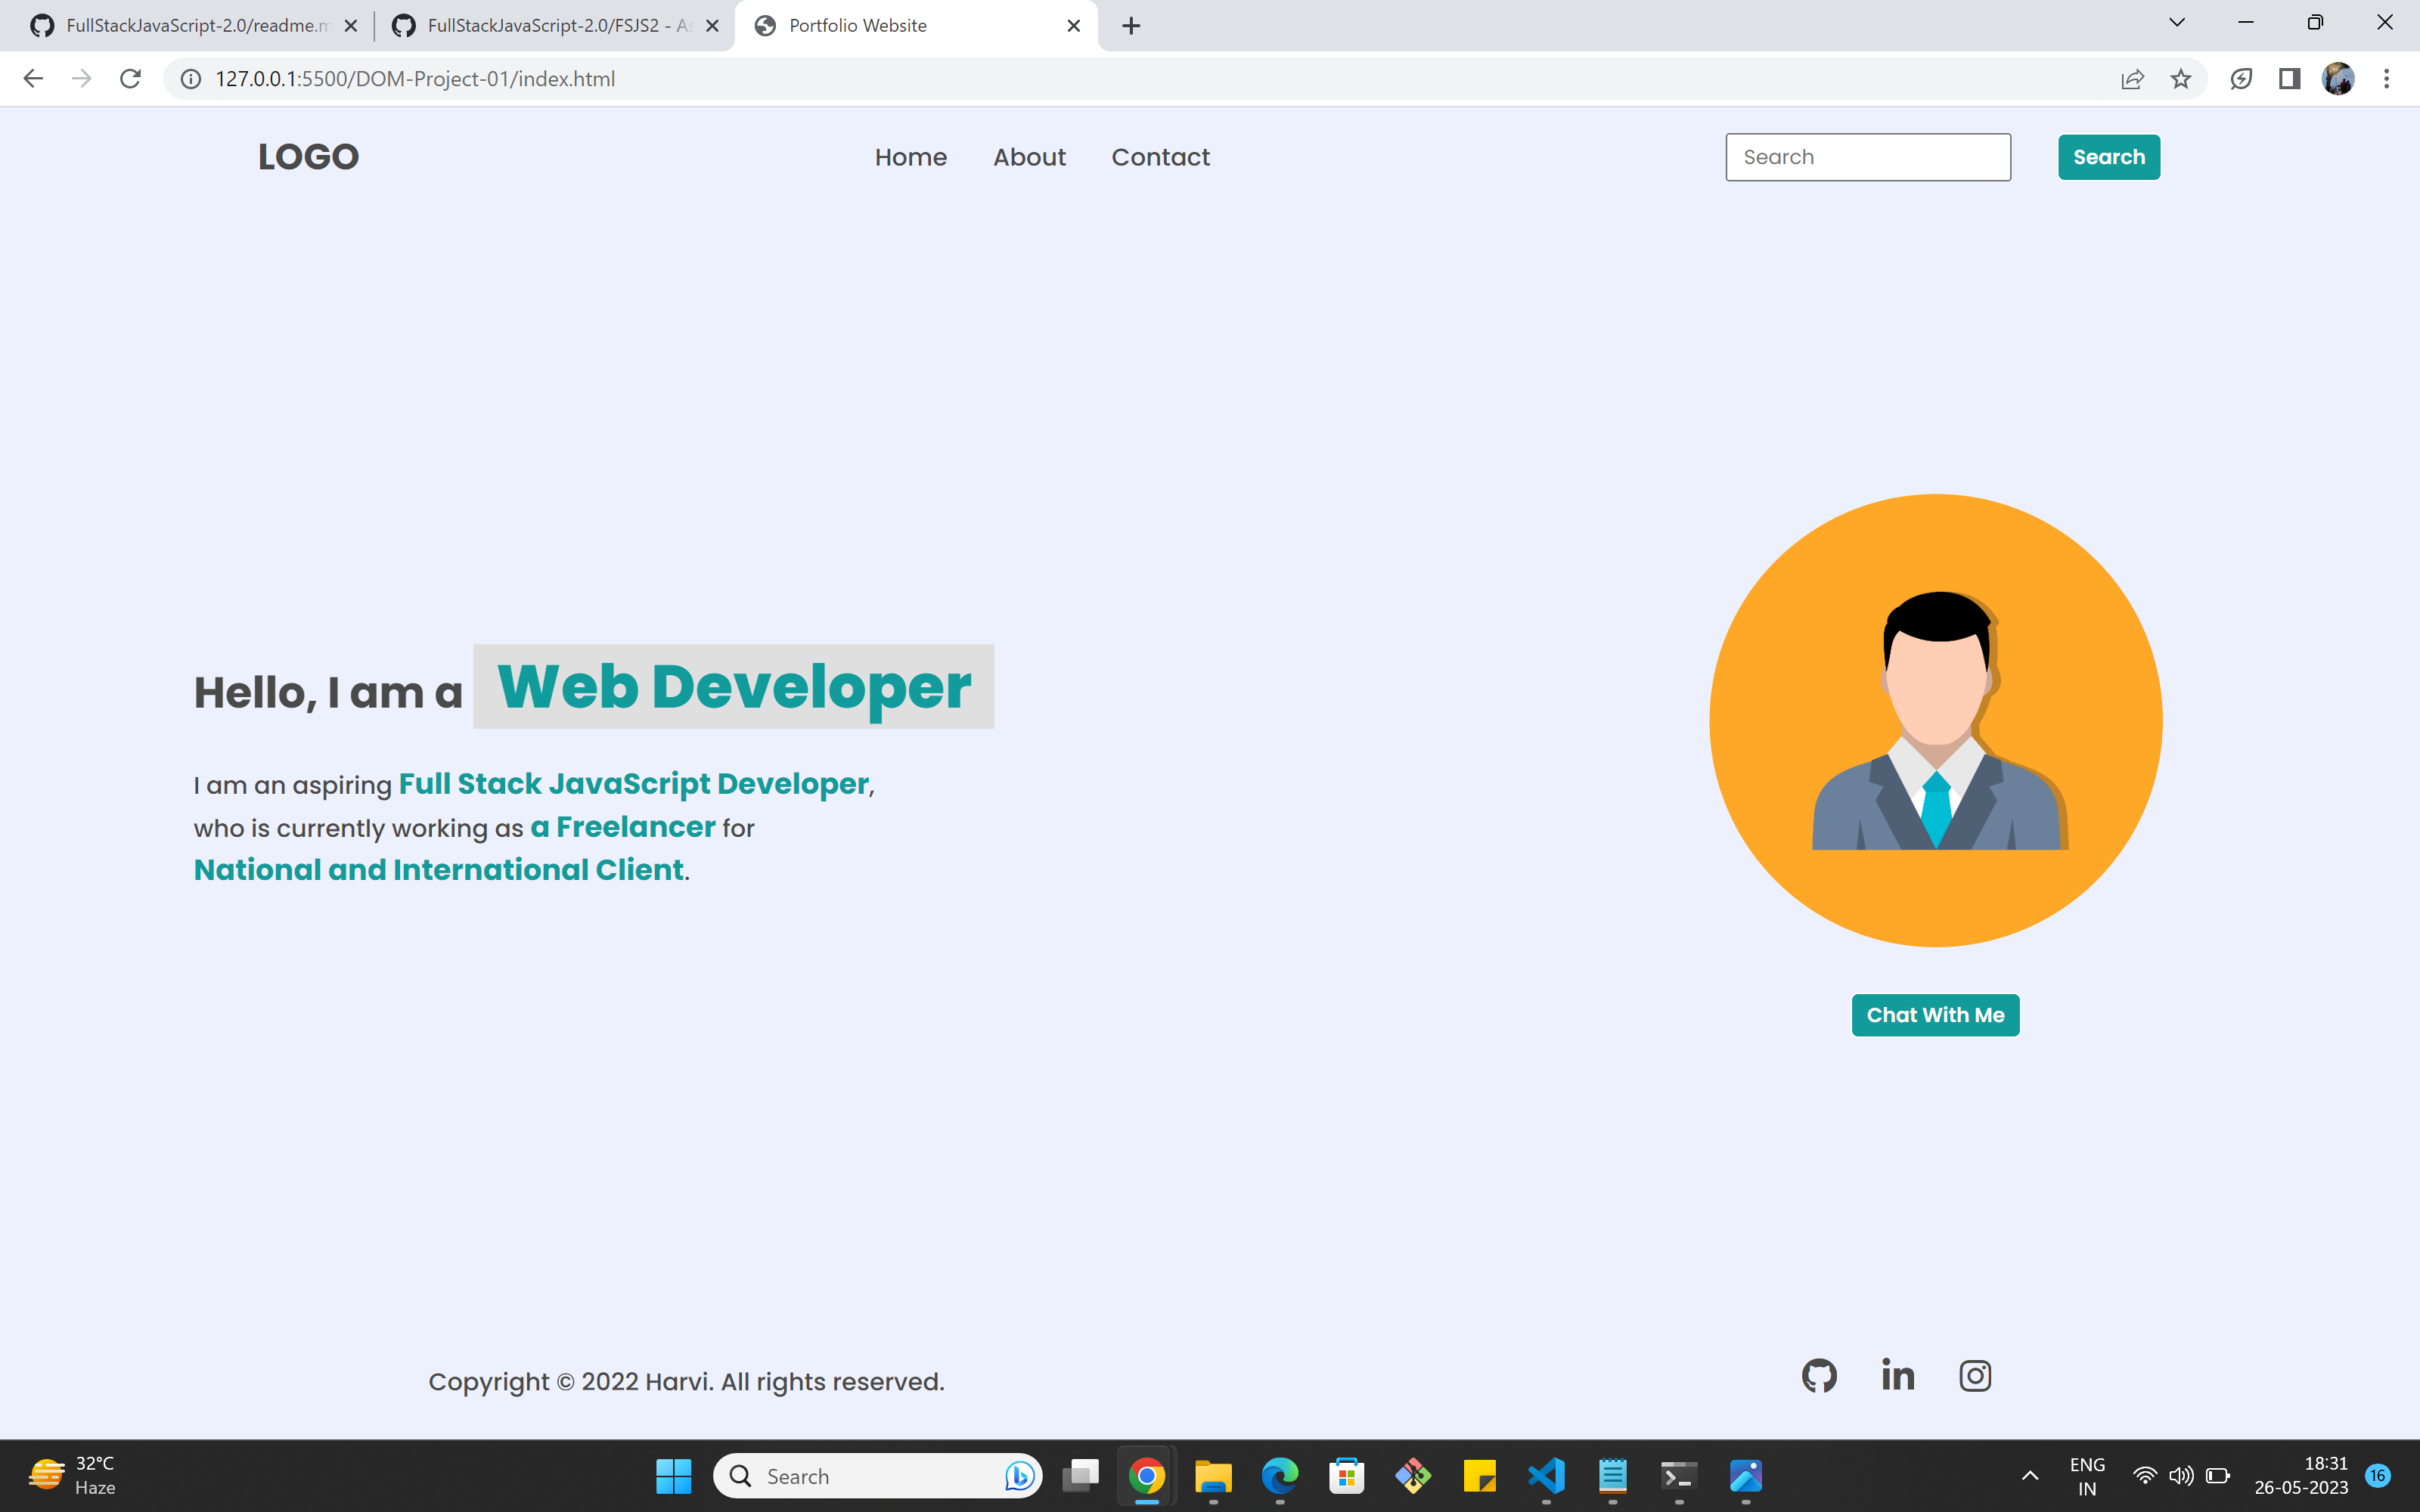 FullStackJavaScript-2.0/readme.m
FullStackJavaScript-2.0/FSJS2 - As
Portfolio Website
127.0.0.1:5500/DOM-Project-01/index.html
LOGO
Home
About
Contact
Search
Search
Hello, I am a Web Developer
I am an aspiring Full Stack JavaScript Developer,
who is currently working as a Freelancer for
National and International Client.
Chat With Me
Copyright © 2022 Harvi. All rights reserved.
in
32°C
Haze
Search
ENG
IN
18:31
26-05-2023
16